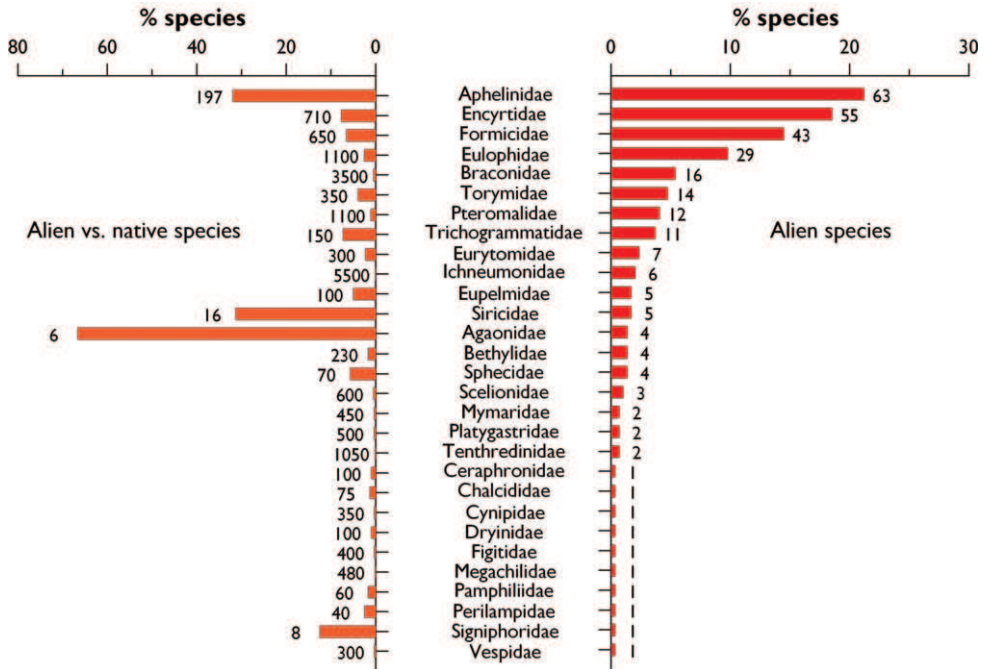 % species % species
80 60 40 20 0 0 10 20 30
197 Aphelinidae 63
710 Encyrtidae 55
650 Formicidae 43
1100 Eulophidae 29
3500 Braconidae 16
350 Torymidae 14
1100 Pteromalidae 12
Alien vs. native species 150 Trichogrammatidae 11 Alien species
300 Eurytomidae 7
5500 Ichneumonidae 6
100 Eupelmidae 5
16 Siricidae 5
6 Agaonidae 4
230 Bethylidae 4
70 Sphecidae 4
600 Scelionidae 3
450 Mymaridae 2
500 Platygastridae 2
1050 Tenthredinidae 2
100 Ceraphronidae 1
75 Chalcididae 1
350 Cynipidae 1
100 Dryinidae 1
400 Figitidae 1
480 Megachilidae 1
60 Pamphiliidae 1
40 Perilampidae 1
8 Signiphoridae 1
300 Vespidae 1